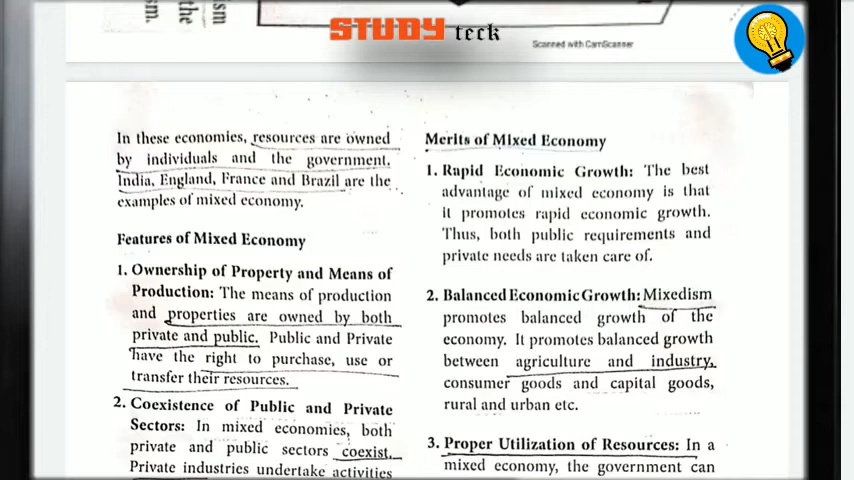 ism
the
sm.
STUDY teck
Scanned with CamScanner
In these economies, resources are owned
by individuals and the government.
India, England, France and Brazil are the
examples of mixed economy.
Features of Mixed Economy
1. Ownership of Property and Means of
Production: The means of production
and properties are owned by both
private and public. Public and Private
have the right to purchase, use or
transfer their resources.
2. Coexistence of Public and Private
Sectors: In mixed economies, both
private and public sectors coexist.
Private industries undertake activities
Merits of Mixed Economy
1. Rapid Economic Growth: The best
advantage of mixed economy is that
it promotes rapid economic growth.
Thus, both public requirements and
private needs are taken care of.
2. Balanced Economic Growth: Mixedism
promotes balanced growth of the
economy. It promotes balanced growth
between agriculture and industry,
consumer goods and capital goods,
rural and urban etc.
3. Proper Utilization of Resources: In a
mixed economy, the government can